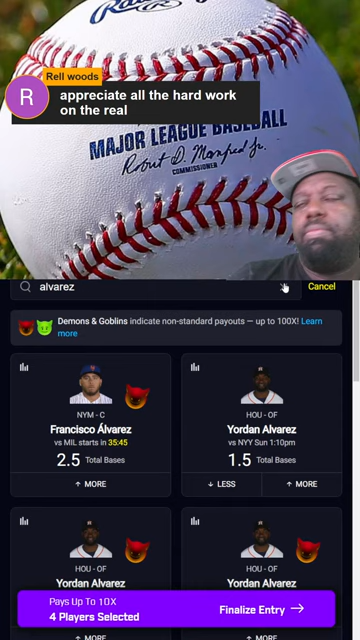 Rawlings
Rell woods
R
appreciate all the hard work
on the real
MAJOR LEAGUE BASEBALL
Robert D. Manfred Jr.
COMMISSIONER
alvarez
Cancel
Demons & Goblins indicate non-standard payouts — up to 100X! Learn
more
NYM - C
Francisco Álvarez
vs MIL starts in 35:45
2.5 Total Bases
↑ MORE
HOU - OF
Yordan Alvarez
vs NYY Sun 1:10pm
1.5 Total Bases
↓ LESS
↑ MORE
HOU - OF
Yordan Alvarez
HOU - OF
Yordan Alvarez
Pays Up To 10X
4 Players Selected
Finalize Entry →
↑ MORE
↑ MORE